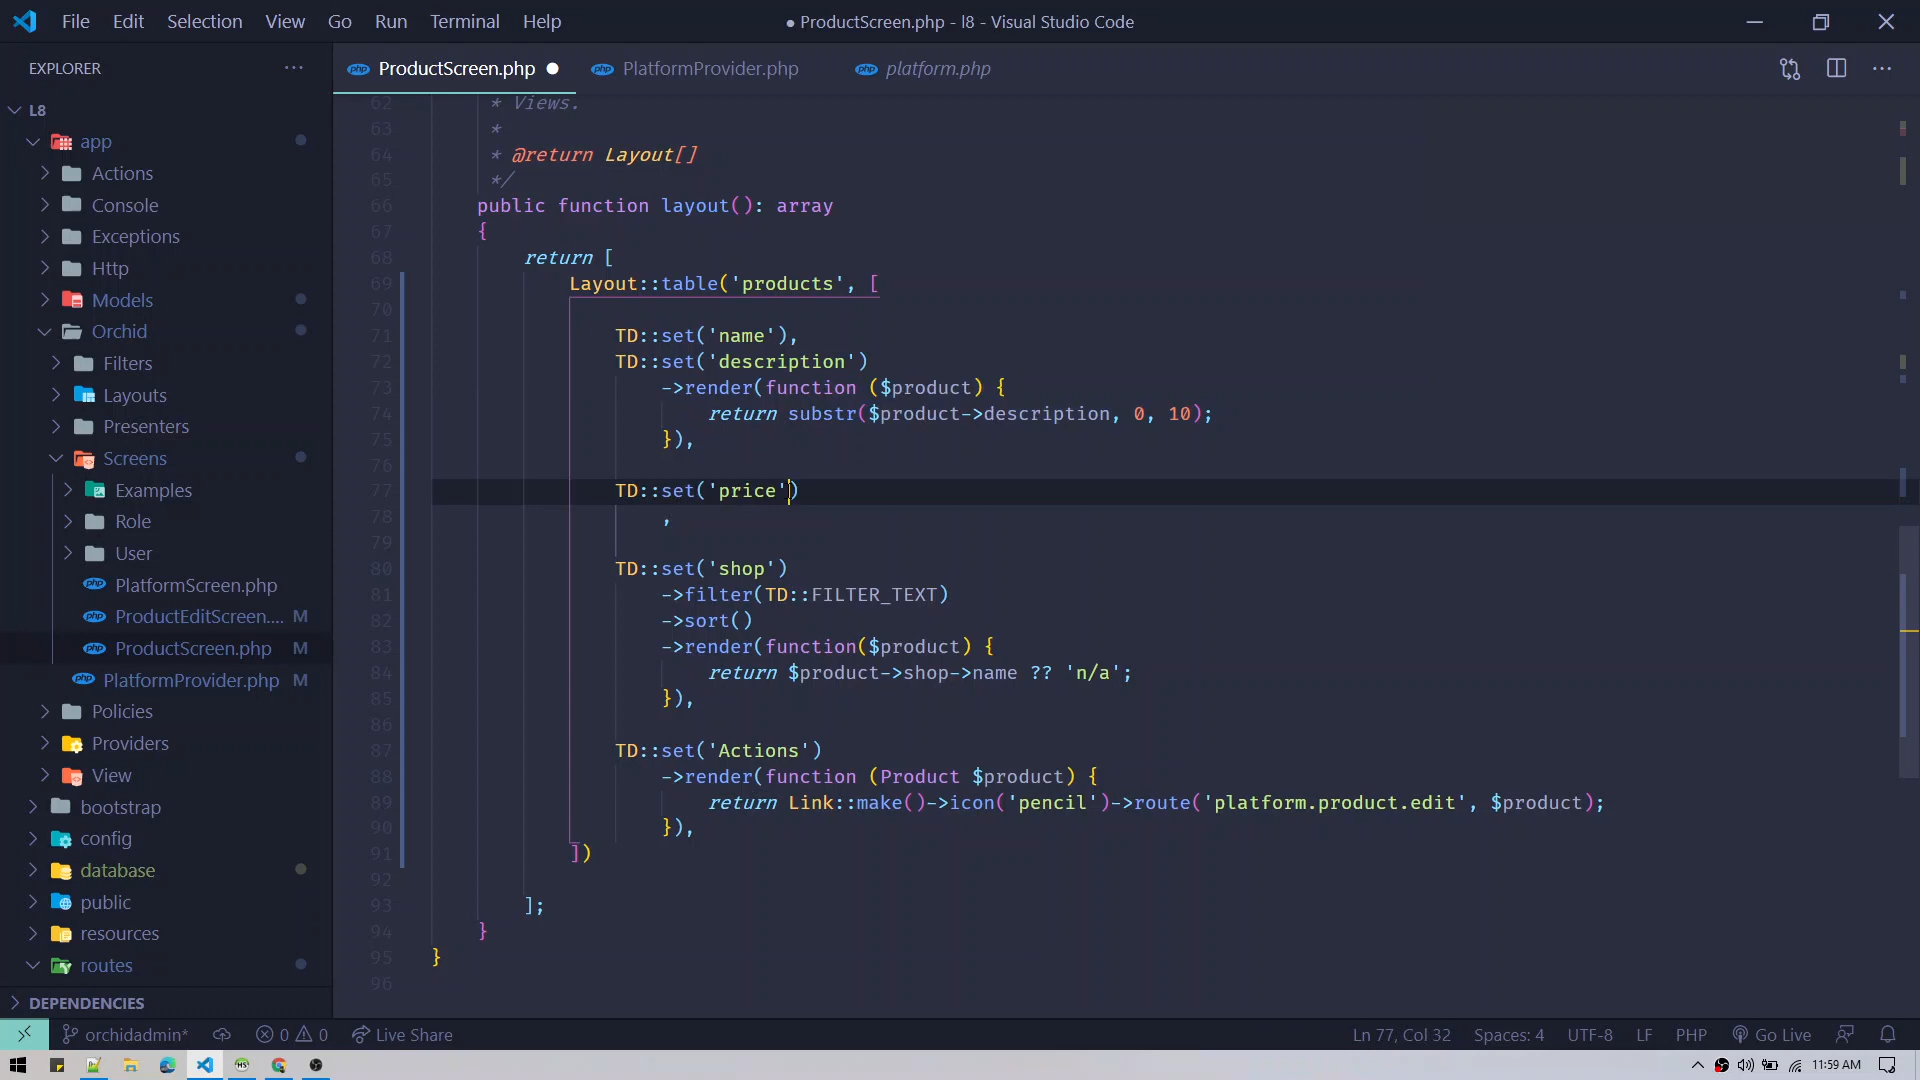 File Edit Selection View Go Run Terminal Help
● ProductScreen.php - l8 - Visual Studio Code
EXPLORER
ProductScreen.php
PlatformProvider.php
platform.php
L8
app
Actions
Console
Exceptions
Http
Models
Orchid
Filters
Layouts
Presenters
Screens
Examples
Role
User
PlatformScreen.php
ProductEditScreen.... M
ProductScreen.php M
PlatformProvider.php M
Policies
Providers
View
bootstrap
config
database
public
resources
routes
DEPENDENCIES
62 * Views.
63 *
64 * @return Layout[]
65 */
66 public function layout(): array
67 {
68 return [
69 Layout::table('products', [
70
71 TD::set('name'),
72 TD::set('description')
73 ->render(function ($product) {
74 return substr($product->description, 0, 10);
75 }),
76
77 TD::set('price')
78 ,
79
80 TD::set('shop')
81 ->filter(TD::FILTER_TEXT)
82 ->sort()
83 ->render(function($product) {
84 return $product->shop->name ?? 'n/a';
85 }),
86
87 TD::set('Actions')
88 ->render(function (Product $product) {
89 return Link::make()->icon('pencil')->route('platform.product.edit', $product);
90 }),
91 ])
92
93 ];
94 }
95 }
96
orchidadmin* 0 0 Live Share
Ln 77, Col 32 Spaces: 4 UTF-8 LF PHP Go Live
11:59 AM